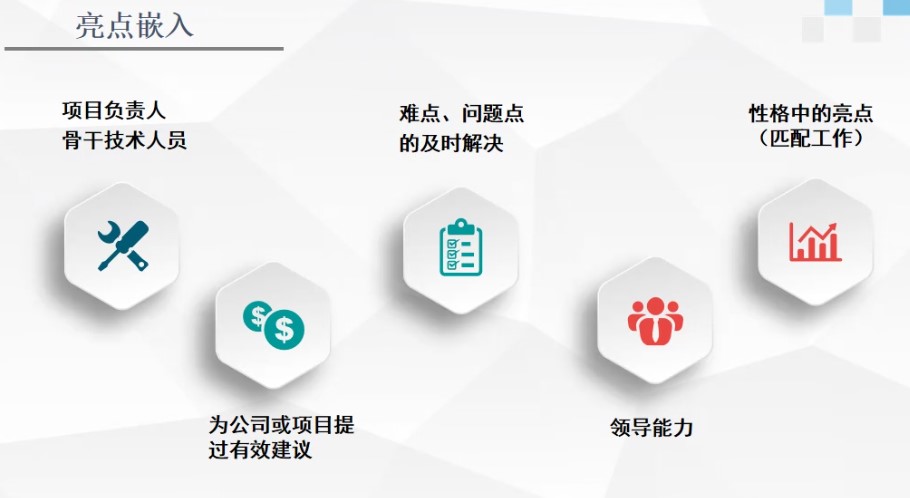 亮点嵌入
项目负责人
骨干技术人员
为公司或项目提
过有效建议
难点、问题点
的及时解决
领导能力
性格中的亮点
（匹配工作）